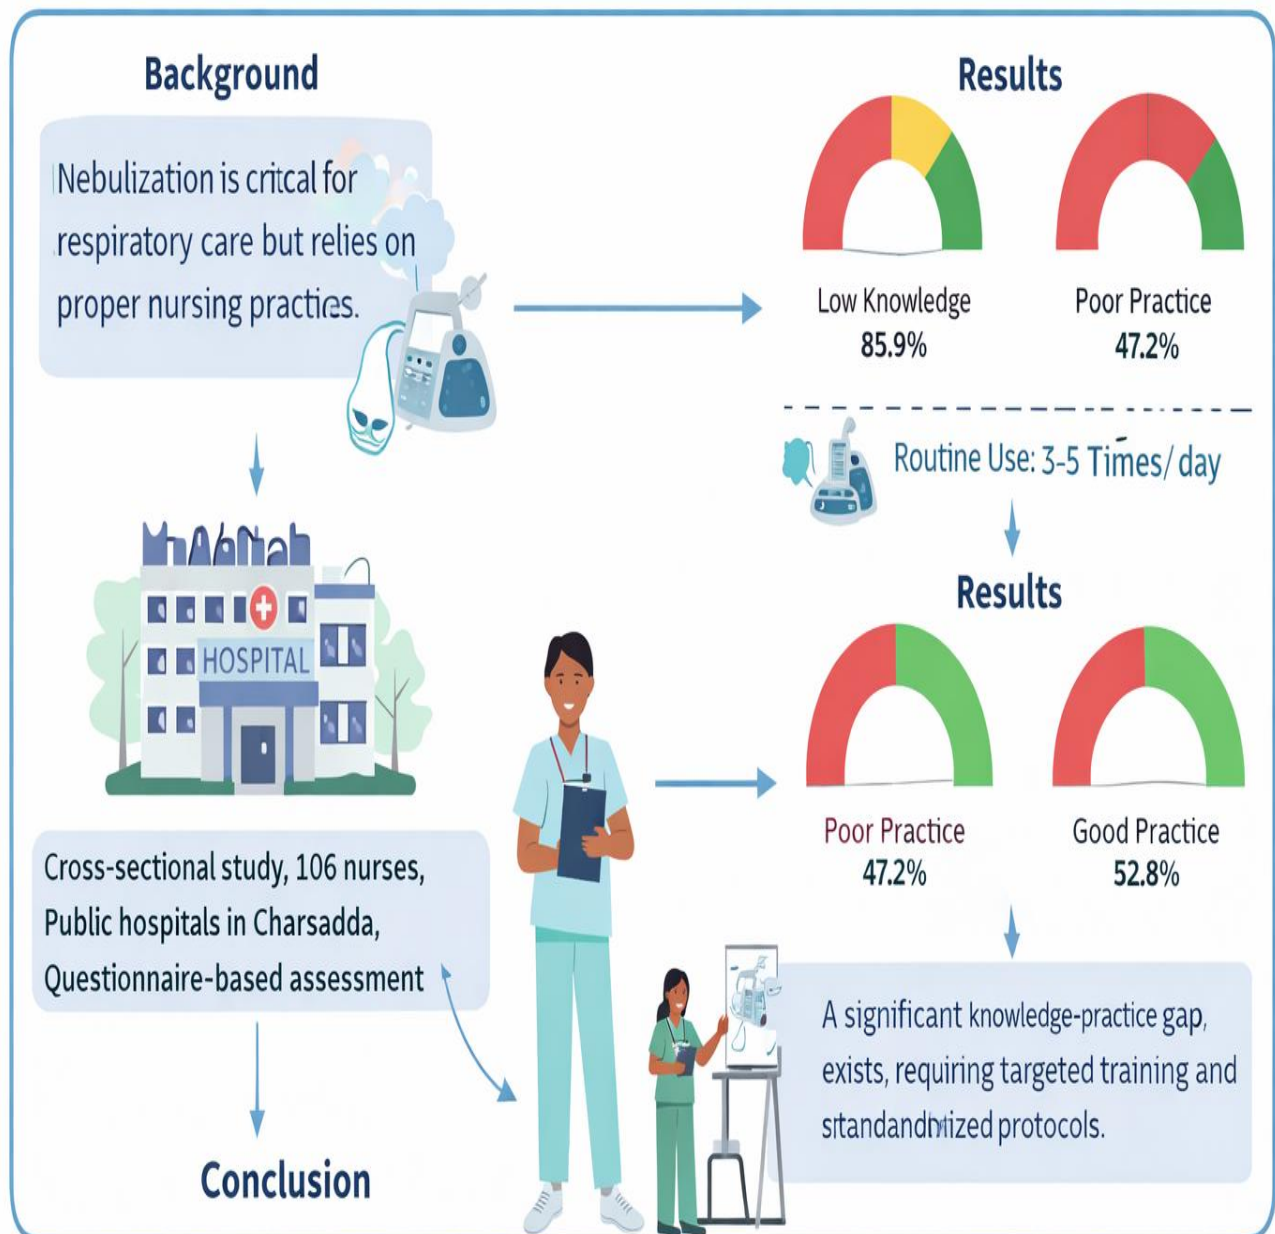 Background
Nebulization is critcal for
respiratory care but relies on
proper nursing practies.
HOSPITAL
Cross-sectional study, 106 nurses,
Public hospitals in Charsadda,
Questionnaire-based assessment
Conclusion
Results
Low Knowledge
85.9%
Poor Practice
47.2%
Routine Use: 3-5 Times/ day
Results
Poor Practice
47.2%
Good Practice
52.8%
A significant knowledge-practice gap,
exists, requiring targeted training and
protocols.